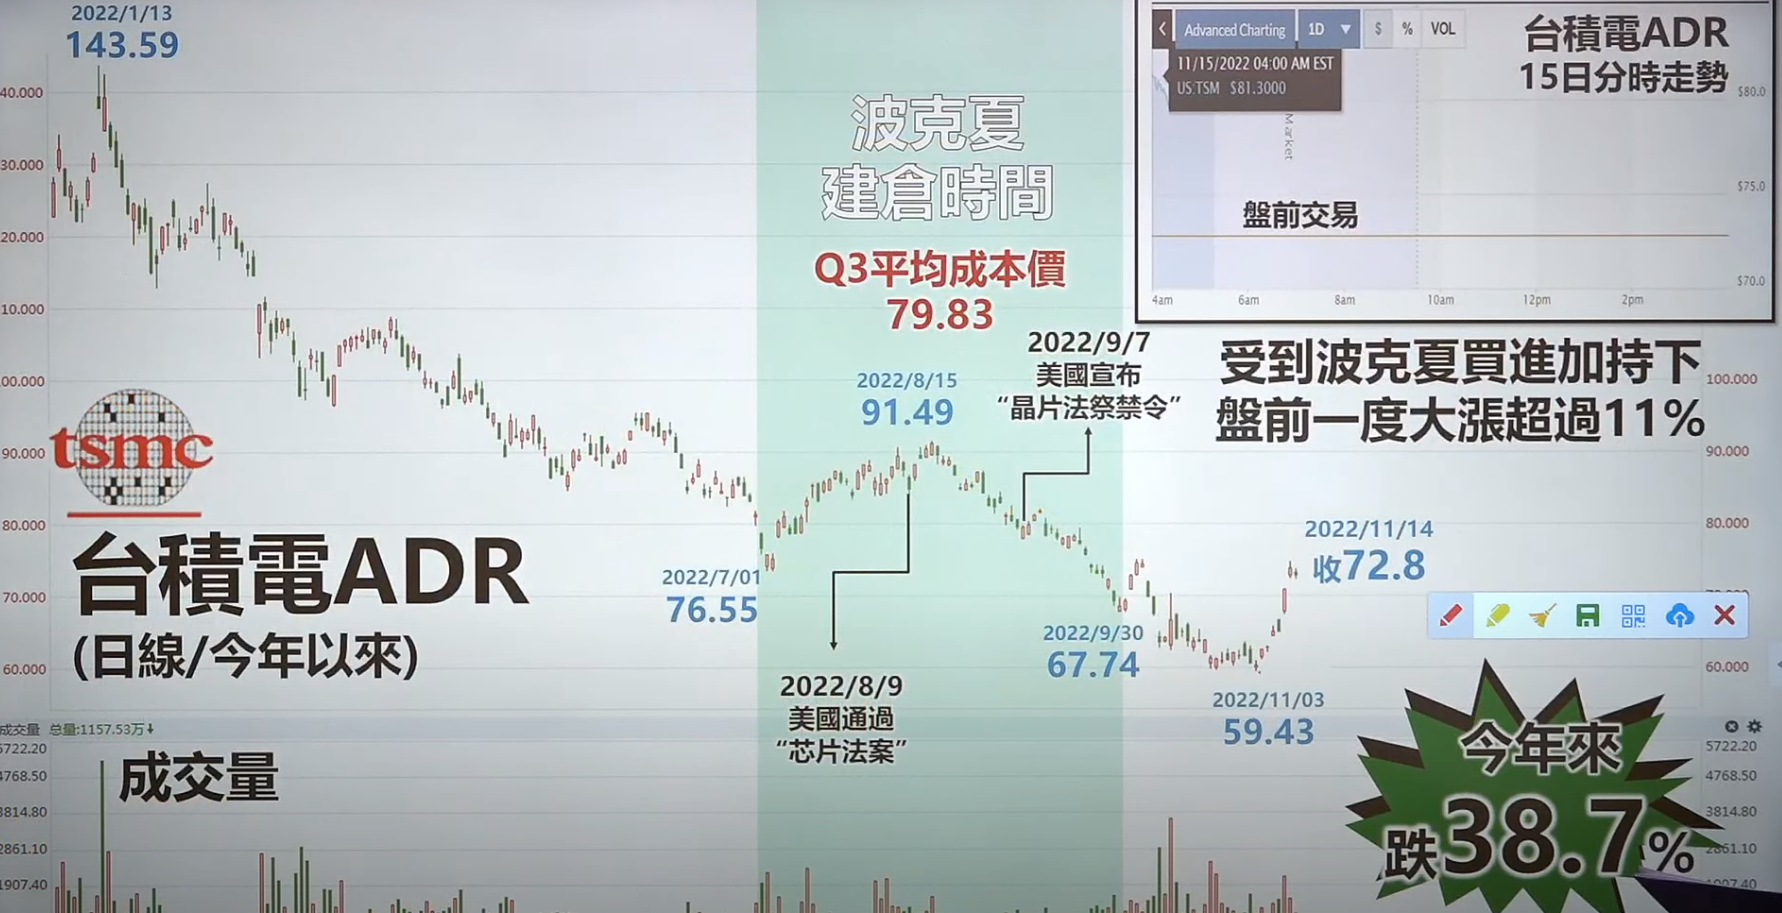 2022/1/13
143.59
40.000
30.000
20.000
10.000
00.000
90.000
80.000
70.000
60.000
tsmc
台積電ADR
(日線/今年以來)
波克夏
建倉時間
Q3平均成本價
79.83
2022/9/7
美國宣布
“晶片法祭禁令”
2022/8/15
91.49
2022/7/01
76.55
2022/8/9
美國通過
“芯片法案”
2022/9/30
67.74
2022/11/03
59.43
2022/11/14
收72.8
Advanced Charting
1D
$
%
VOL
11/15/2022 04:00 AM EST
US:TSM $81.3000
台積電ADR
15日分時走勢
Market
盤前交易
$80.0
$75.0
$70.0
4am
6am
8am
10am
12pm
2pm
受到波克夏買進加持下
盤前一度大漲超過11%
100.000
90.000
80.000
60.000
今年來
跌38.7%
成交量 总量:1157.53万
成交量
5722.20
4768.50
3814.80
2861.10
1907.40
5722.20
4768.50
3814.80
2861.10